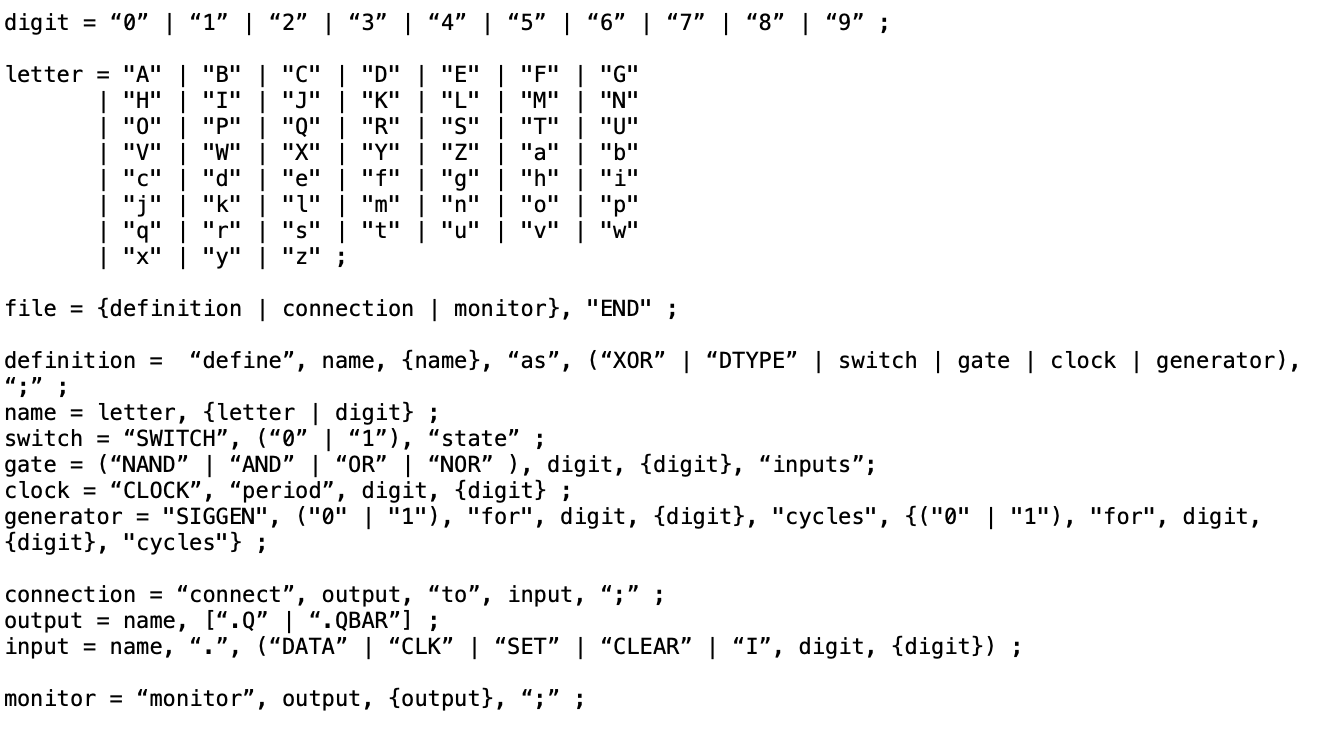 digit = “0” | “1” | “2” | “3” | “4” | “5” | “6” | “7” | “8” | “9” ;
letter = "A" | "B" | "C" | "D" | "E" | "F" | "G"
| "H" | "I" | "J" | "K" | "L" | "M" | "N"
| "O" | "P" | "Q" | "R" | "S" | "T" | "U"
| "V" | "W" | "X" | "Y" | "Z" | "a" | "b"
| "c" | "d" | "e" | "f" | "g" | "h" | "i"
| "j" | "k" | "l" | "m" | "n" | "o" | "p"
| "q" | "r" | "s" | "t" | "u" | "v" | "w"
| "x" | "y" | "z" ;
file = {definition | connection | monitor}, "END" ;
definition =  “define”, name, {name}, “as”, (“XOR” | “DTYPE” | switch | gate | clock | generator),
“;” ;
name = letter, {letter | digit} ;
switch = “SWITCH”, (“0” | “1”), “state” ;
gate = (“NAND” | “AND” | “OR” | “NOR” ), digit, {digit}, “inputs”;
clock = “CLOCK”, “period”, digit, {digit} ;
generator = "SIGGEN", ("0" | "1"), "for", digit, {digit}, "cycles", {("0" | "1"), "for", digit,
{digit}, "cycles"} ;
connection = “connect”, output, “to”, input, “;” ;
output = name, [“.Q” | “.QBAR”] ;
input = name, “.”, (“DATA” | “CLK” | “SET” | “CLEAR” | “I”, digit, {digit}) ;
monitor = “monitor”, output, {output}, “;” ;